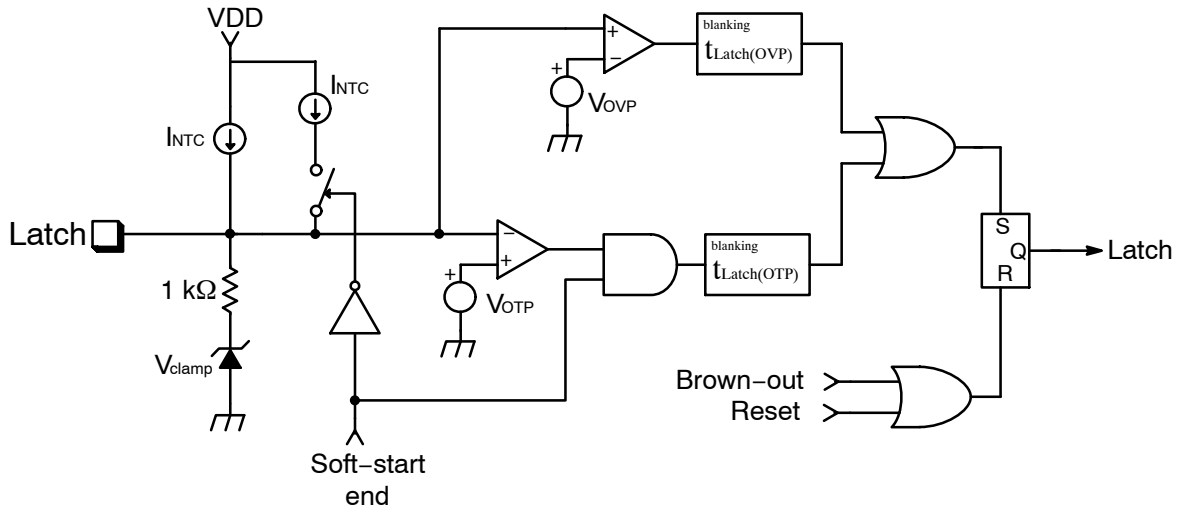 VDD
INTC
INTC
Latch
1 kΩ
Vclamp
Soft−start
end
+
−
+
VOVP
blanking
tLatch(OVP)
−
+
+
VOTP
blanking
tLatch(OTP)
S
Q
R
Latch
Brown−out
Reset